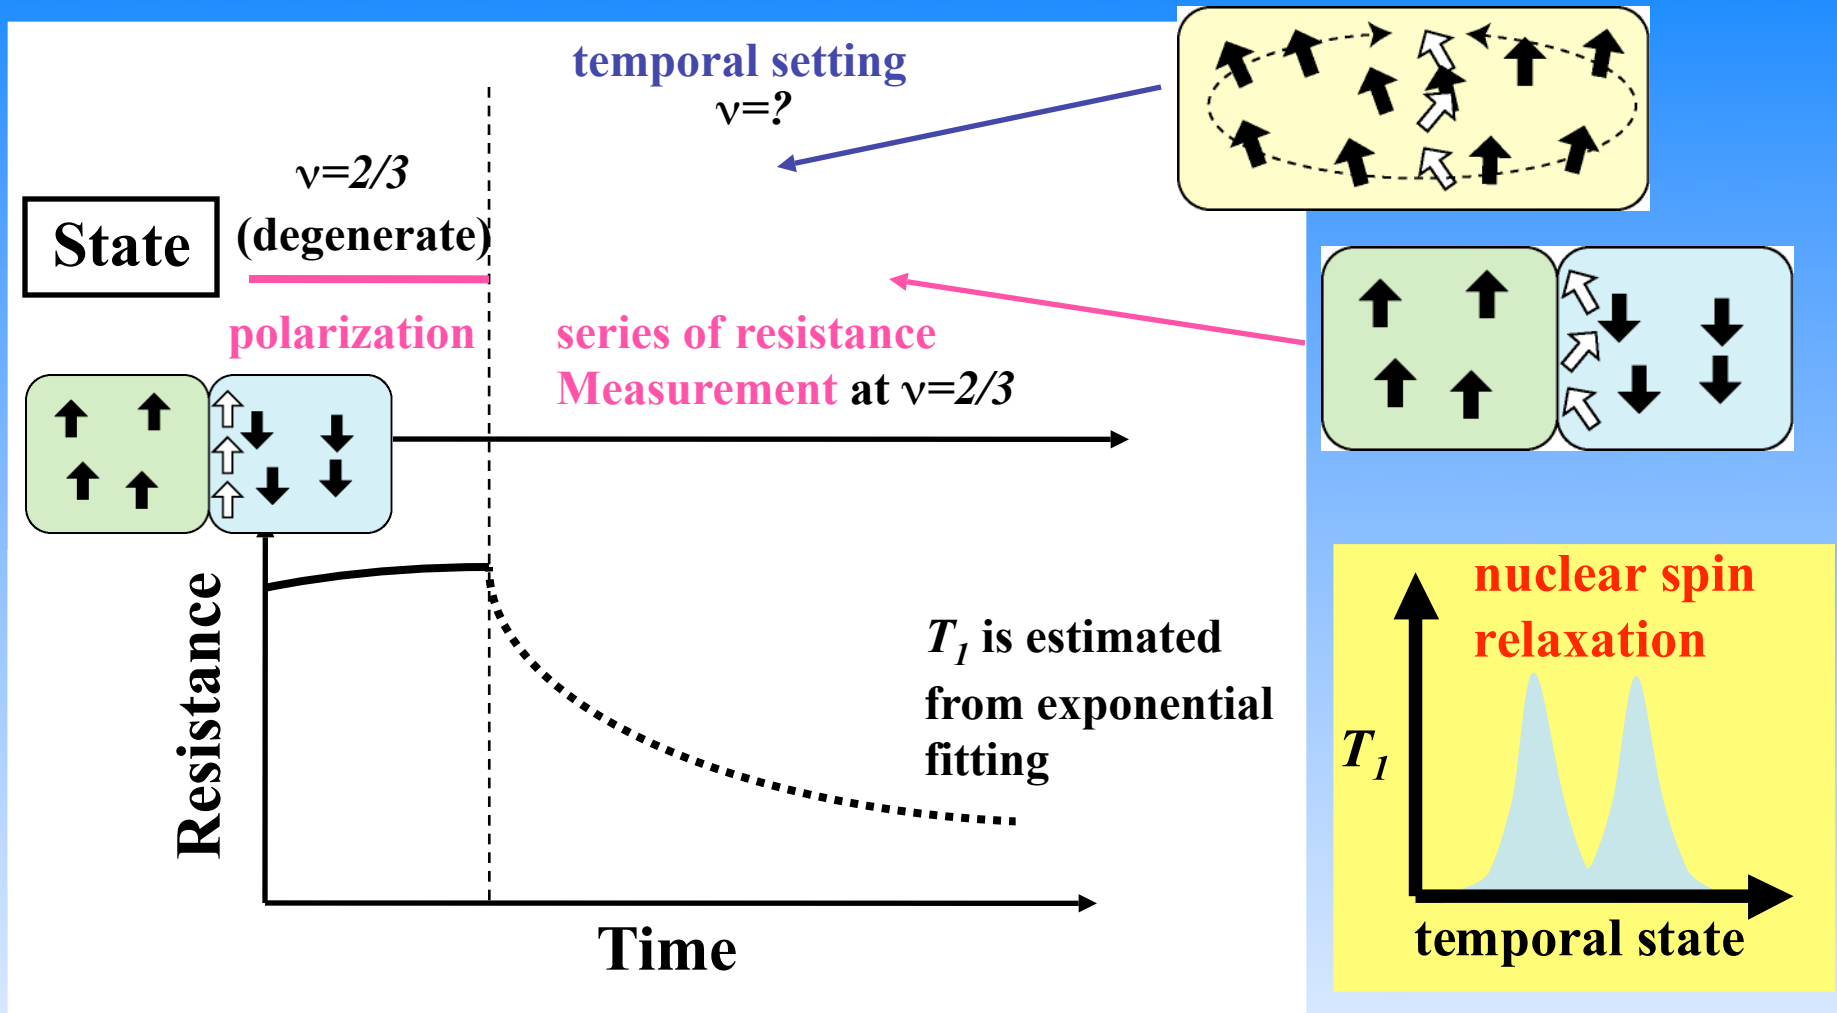 temporal setting
ν=?
ν=2/3
(degenerate)
State
polarization
series of resistance
Measurement at ν=2/3
Resistance
T1 is estimated
from exponential
fitting
Time
nuclear spin
relaxation
T1
temporal state